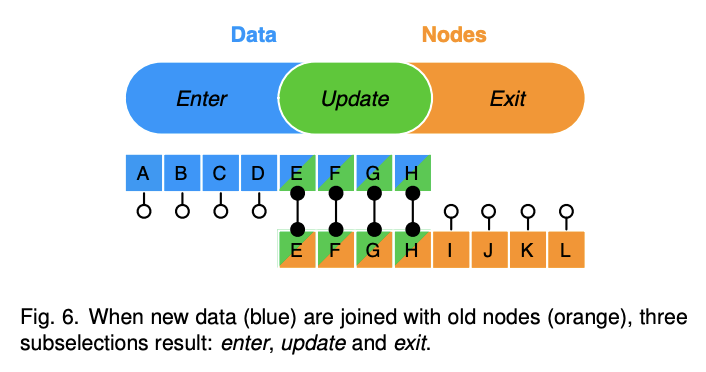 Data Nodes
Enter Update Exit
A B C D E F G H
E F G H I J K L
Fig. 6. When new data (blue) are joined with old nodes (orange), three
subselections result: enter, update and exit.